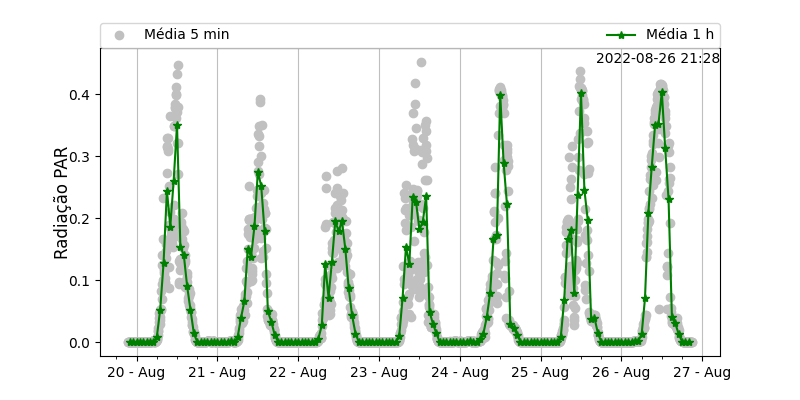 Média 5 min Média 1 h
2022-08-26 21:28
Radiação PAR
0.4
0.3
0.2
0.1
0.0
20 - Aug 21 - Aug 22 - Aug 23 - Aug 24 - Aug 25 - Aug 26 - Aug 27 - Aug